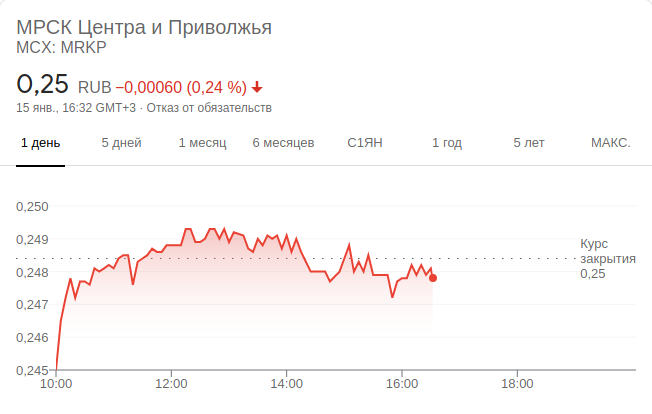 МРСК Центра и Приволжья
MCX: MRKP
0,25 RUB −0,00060 (0,24 %)
15 янв., 16:32 GMT+3 · Отказ от обязательств
1 день 5 дней 1 месяц 6 месяцев С1ЯН 1 год 5 лет МАКС.
0,250
0,249
0,248
0,247
0,246
0,245
Курс
закрытия
0,25
10:00 12:00 14:00 16:00 18:00